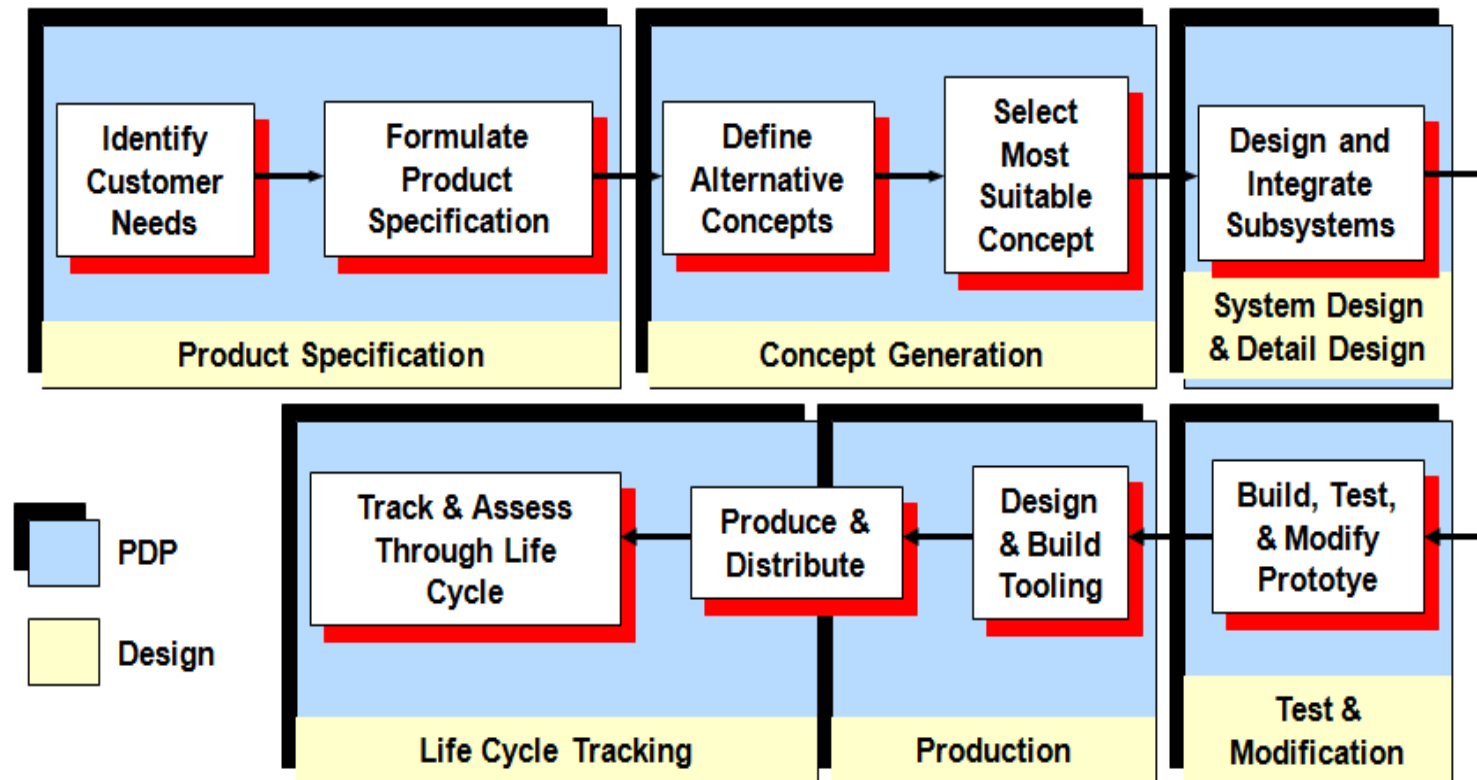 Identify
Customer
Needs
Formulate
Product
Specification
Product Specification
Define
Alternative
Concepts
Select
Most
Suitable
Concept
Concept Generation
Design and
Integrate
Subsystems
System Design
& Detail Design
Build, Test,
& Modify
Prototye
Test &
Modification
Design
& Build
Tooling
Production
Produce &
Distribute
Track & Assess
Through Life
Cycle
Life Cycle Tracking
PDP
Design